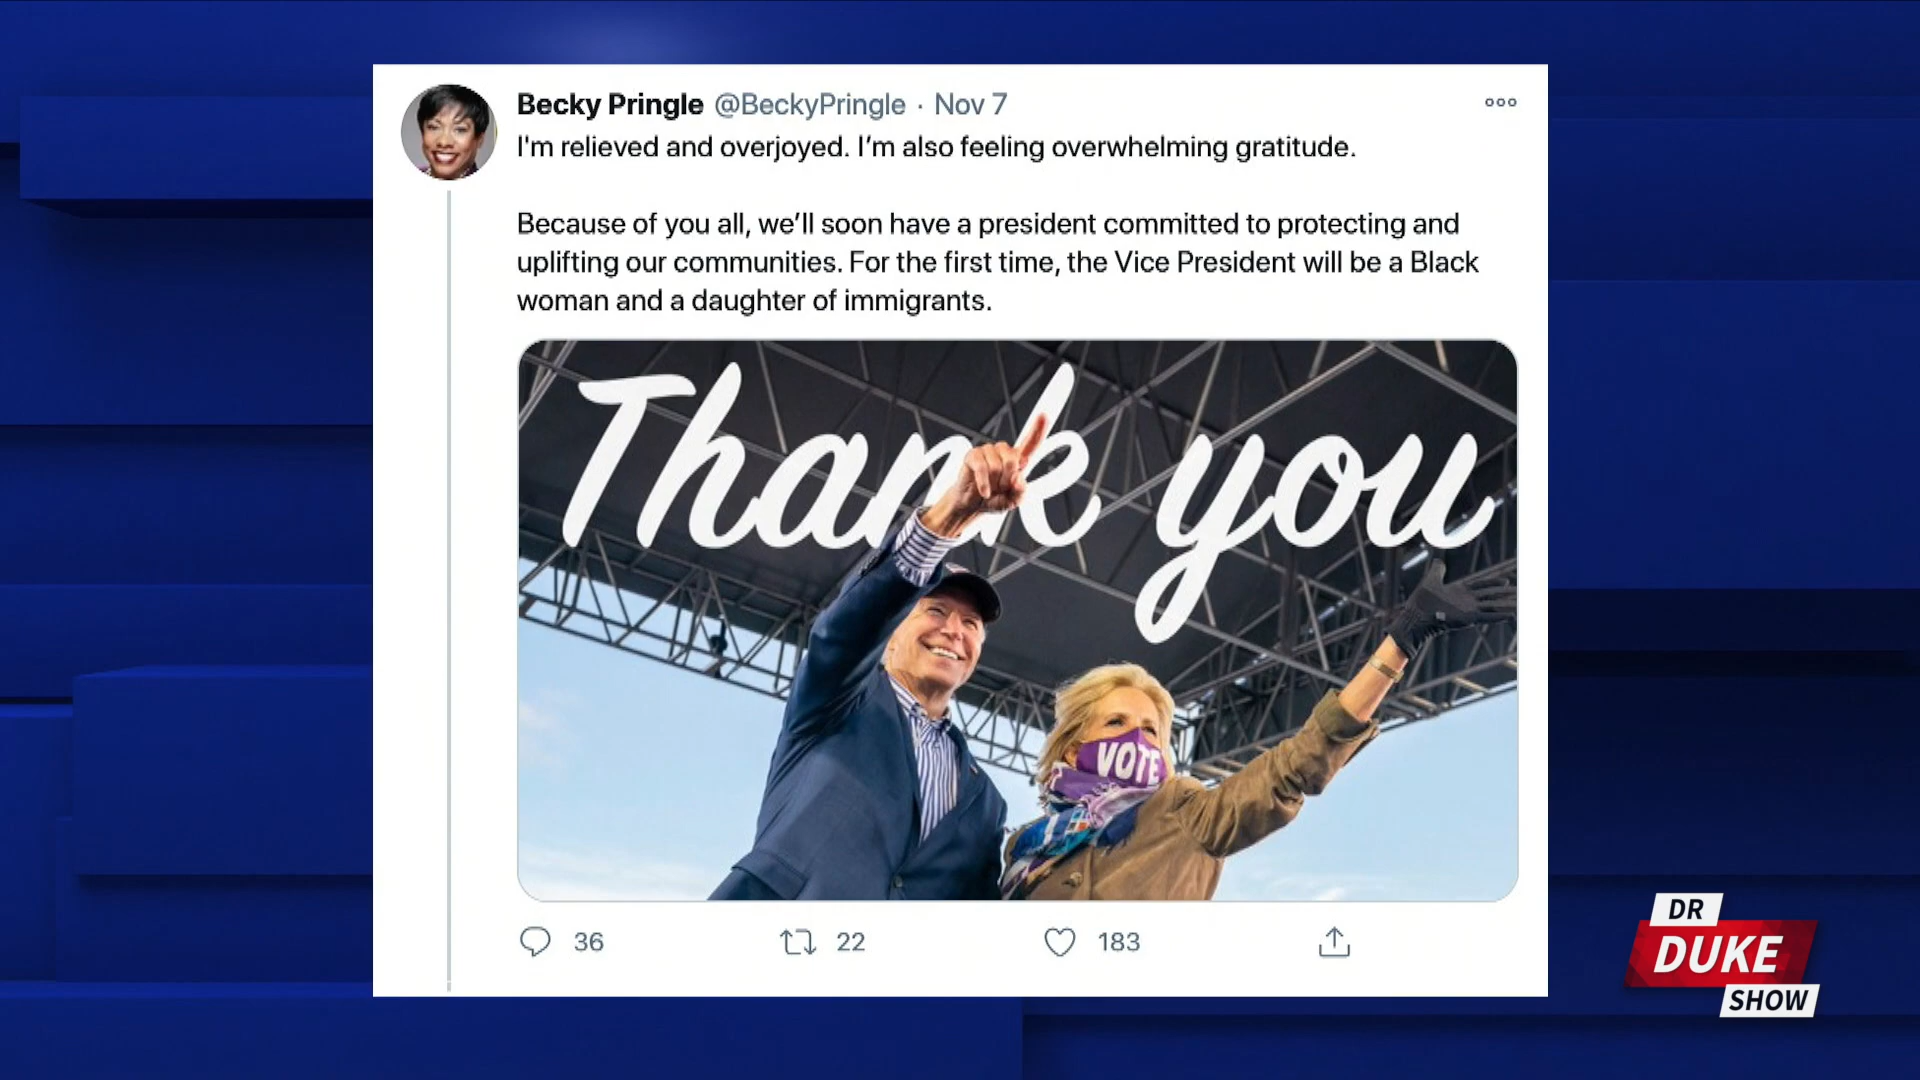 Becky Pringle @BeckyPringle · Nov 7
I'm relieved and overjoyed. I’m also feeling overwhelming gratitude.
Because of you all, we’ll soon have a president committed to protecting and
uplifting our communities. For the first time, the Vice President will be a Black
woman and a daughter of immigrants.
Thank you
VOTE
36 22 183
DR
DUKE
SHOW